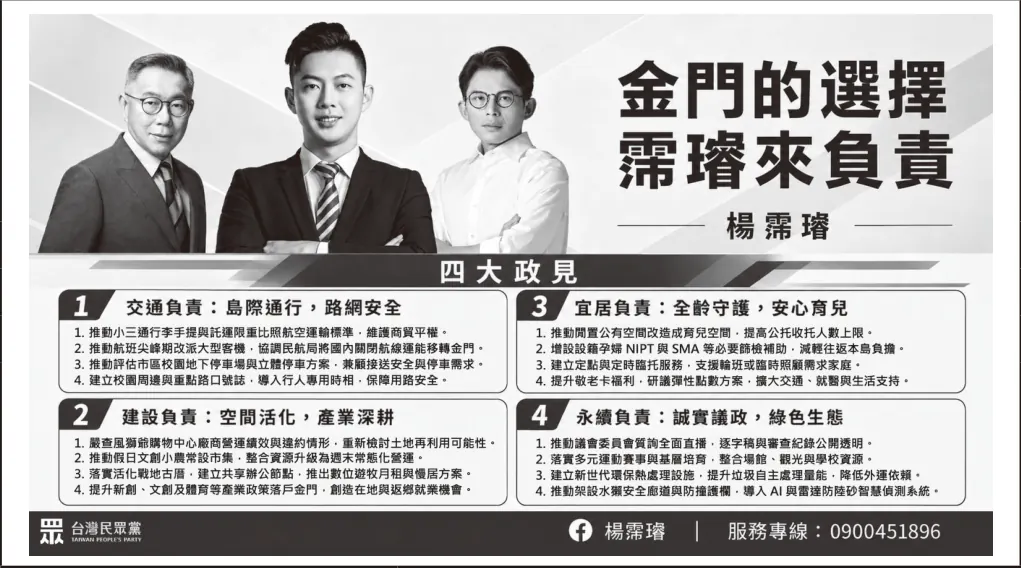 金門的選擇
霈璿來負責
楊霈璿
四大政見
1 交通負責：島際通行，路網安全
1. 推動小三通行李手提與託運限重比照航空運輸標準，維護商貿平權。
2. 推動航班尖峰期改派大型客機，協調民航局將國內關閉航線運能移轉金門。
3. 推動評估市區校園地下停車場與立體停車方案，兼顧接送安全與停車需求。
4. 建立校園周邊與重點路口號誌，導入行人專用時相，保障用路安全。
2 建設負責：空間活化，產業深耕
1. 嚴查風獅爺購物中心廠商營運績效與違約情形，重新檢討土地再利用可能性。
2. 推動假日文創小農常設市集，整合資源升級為週末常態化營運。
3. 落實活化戰地古厝，建立共享辦公節點，推出數位遊牧月租與慢居方案。
4. 提升新創、文創及體育等產業政策落戶金門，創造在地與返鄉就業機會。
3 宜居負責：全齡守護，安心育兒
1. 推動閒置公有空間改造成育兒空間，提高公托收托人數上限。
2. 增設設籍孕婦 NIPT 與 SMA 等必要篩檢補助，減輕往返本島負擔。
3. 建立定點與定時臨托服務，支援輪班或臨時照顧需求家庭。
4. 提升敬老卡福利，研議彈性點數方案，擴大交通、就醫與生活支持。
4 永續負責：誠實議政，綠色生態
1. 推動議會委員會質詢全面直播，逐字稿與審查紀錄公開透明。
2. 落實多元運動賽事與基層培育，整合場館、觀光與學校資源。
3. 建立新世代環保熱處理設施，提升垃圾自主處理量能，降低外運依賴。
4. 推動架設水獺安全廊道與防撞護欄，導入 AI 與雷達防陸砂智慧偵測系統。
眾 台灣民眾黨
TAIWAN PEOPLE'S PARTY
楊霈璿 | 服務專線：0900451896